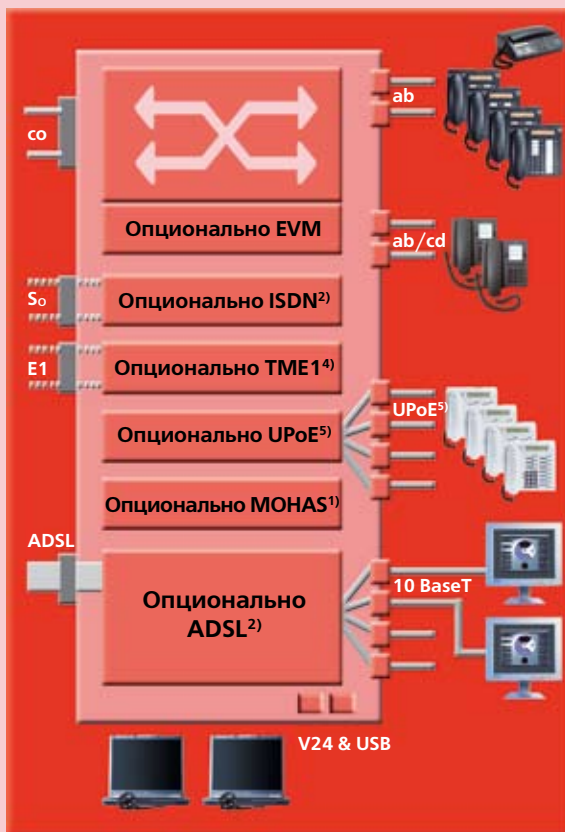 ab
co
Опционально EVM
ab/cd
So
Опционально ISDN²⁾
E1
Опционально TME1⁴⁾
UPoE⁵⁾
Опционально UPoE⁵⁾
Опционально MOHAS¹⁾
ADSL
10 BaseT
Опционально
ADSL²⁾
V24 & USB